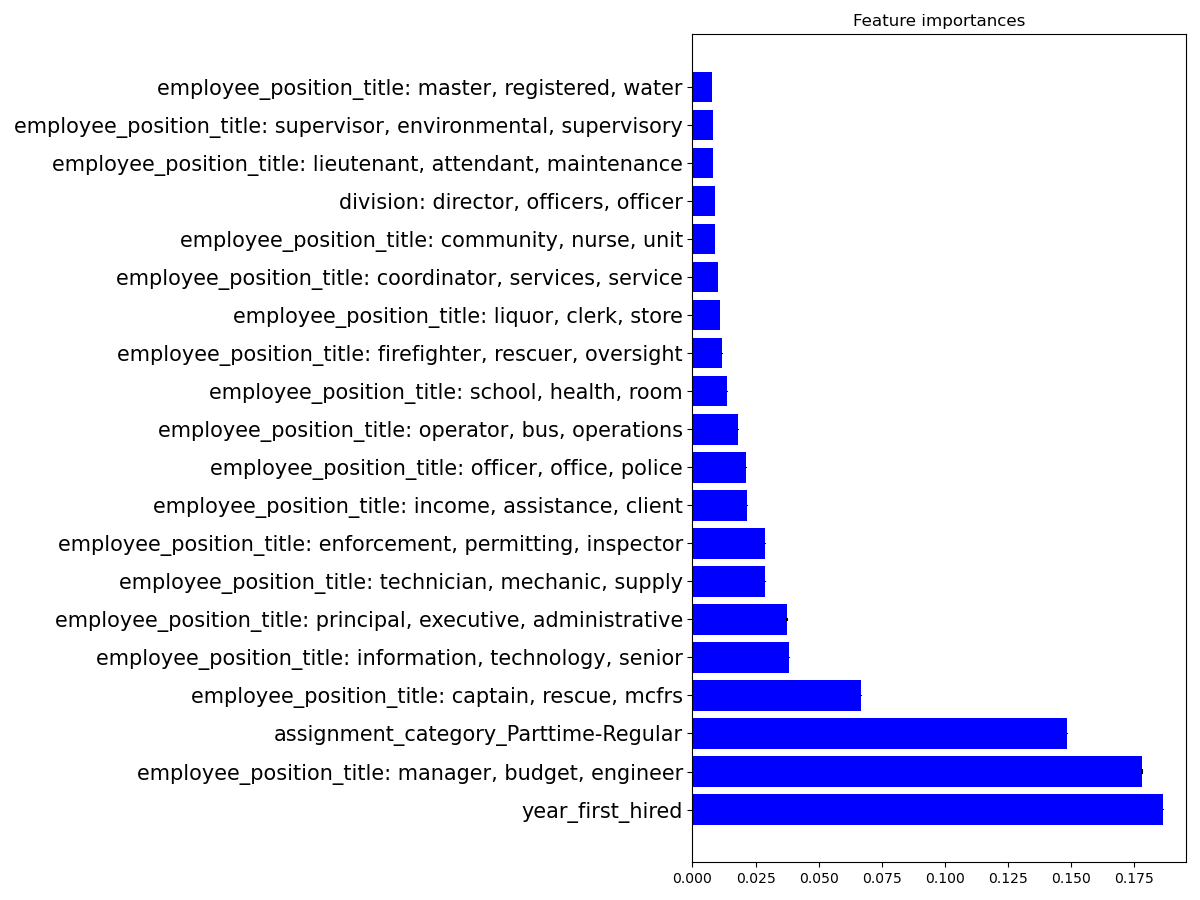 Feature importances
employee_position_title: master, registered, water
employee_position_title: supervisor, environmental, supervisory
employee_position_title: lieutenant, attendant, maintenance
division: director, officers, officer
employee_position_title: community, nurse, unit
employee_position_title: coordinator, services, service
employee_position_title: liquor, clerk, store
employee_position_title: firefighter, rescuer, oversight
employee_position_title: school, health, room
employee_position_title: operator, bus, operations
employee_position_title: officer, office, police
employee_position_title: income, assistance, client
employee_position_title: enforcement, permitting, inspector
employee_position_title: technician, mechanic, supply
employee_position_title: principal, executive, administrative
employee_position_title: information, technology, senior
employee_position_title: captain, rescue, mcfrs
assignment_category_Parttime-Regular
employee_position_title: manager, budget, engineer
year_first_hired
0.000 0.025 0.050 0.075 0.100 0.125 0.150 0.175